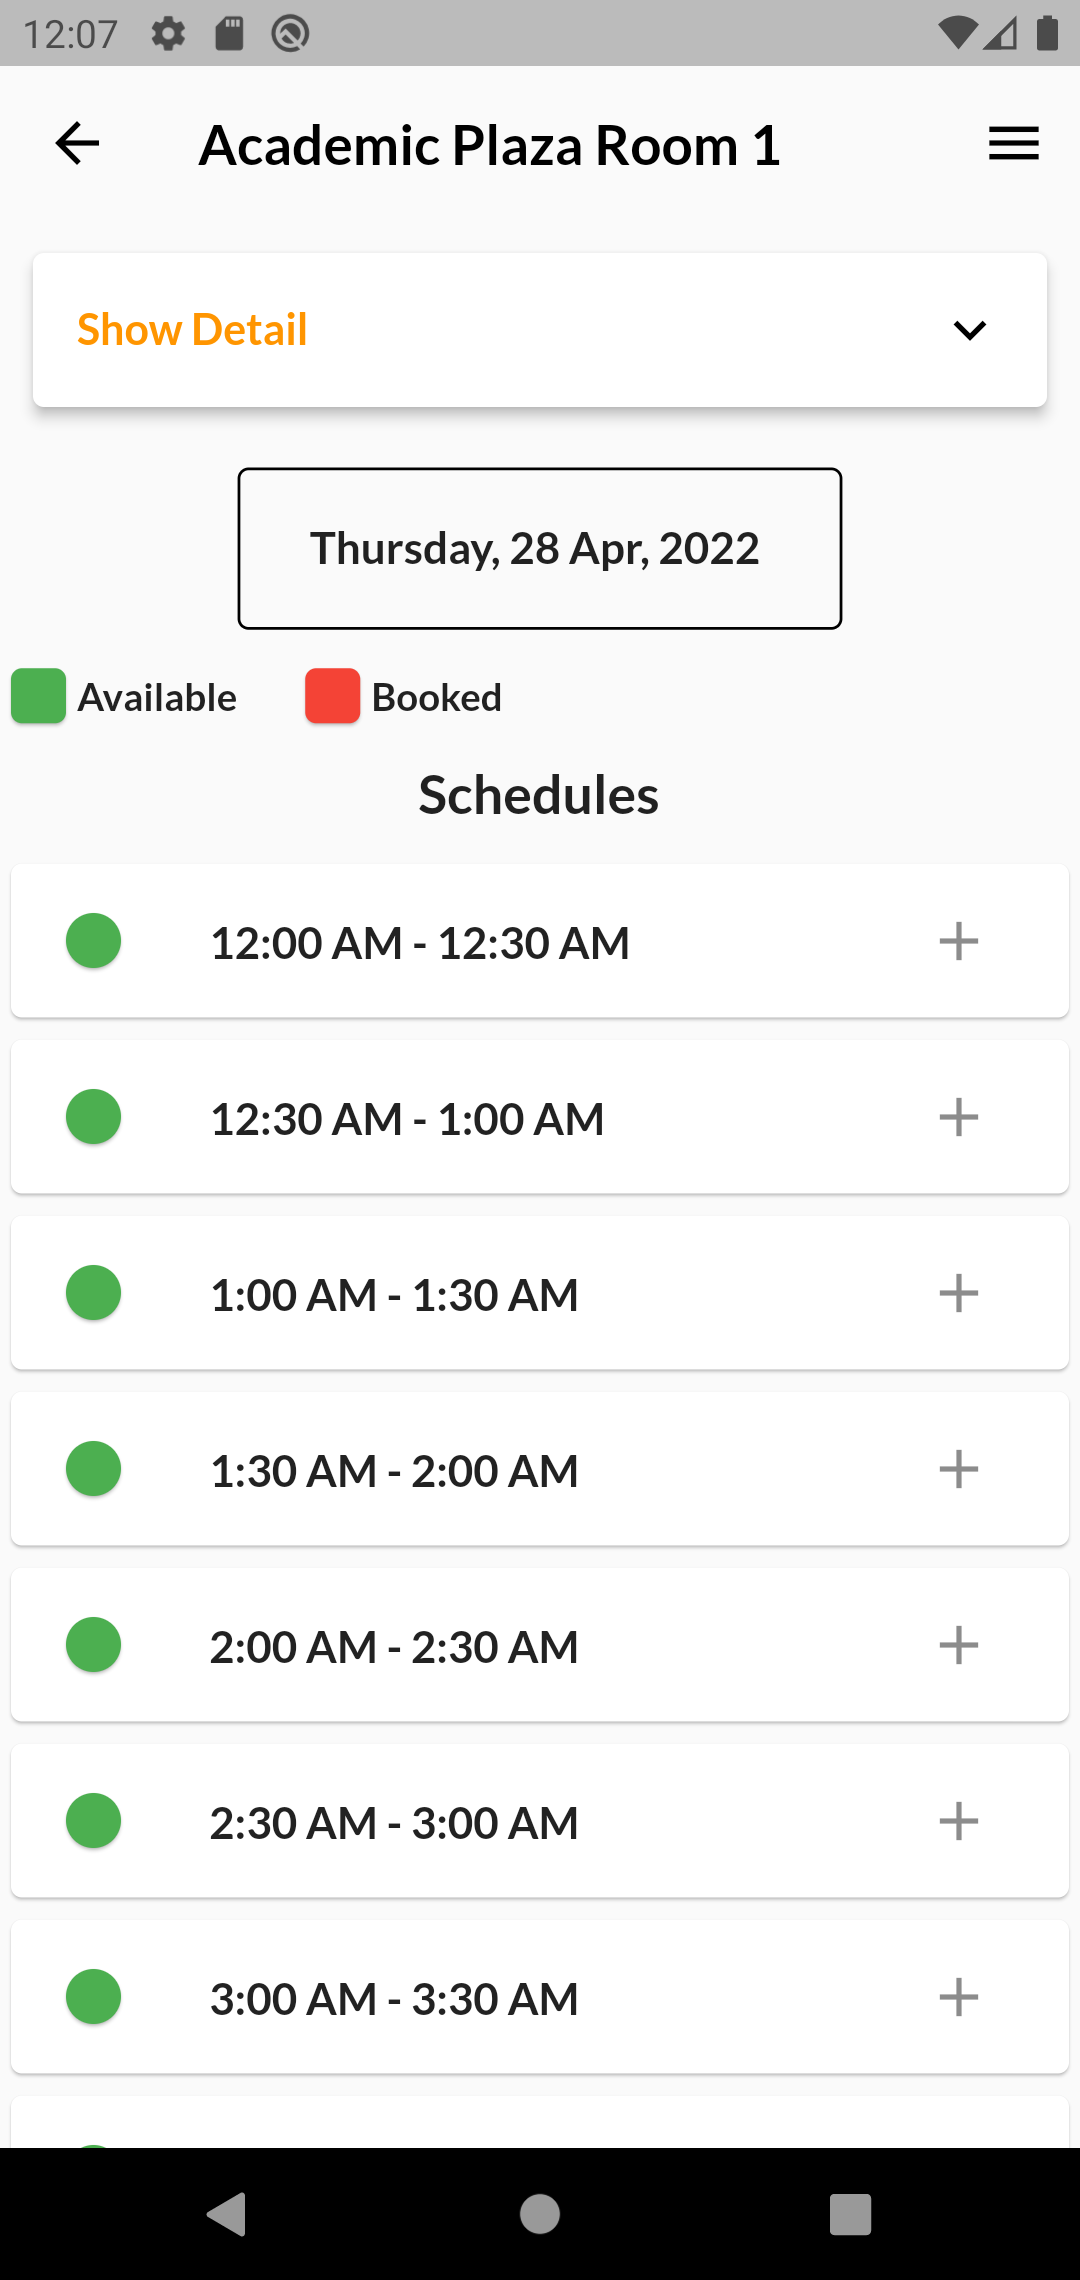 12:07
Academic Plaza Room 1
Show Detail
Thursday, 28 Apr, 2022
Available Booked
Schedules
12:00 AM - 12:30 AM
12:30 AM - 1:00 AM
1:00 AM - 1:30 AM
1:30 AM - 2:00 AM
2:00 AM - 2:30 AM
2:30 AM - 3:00 AM
3:00 AM - 3:30 AM